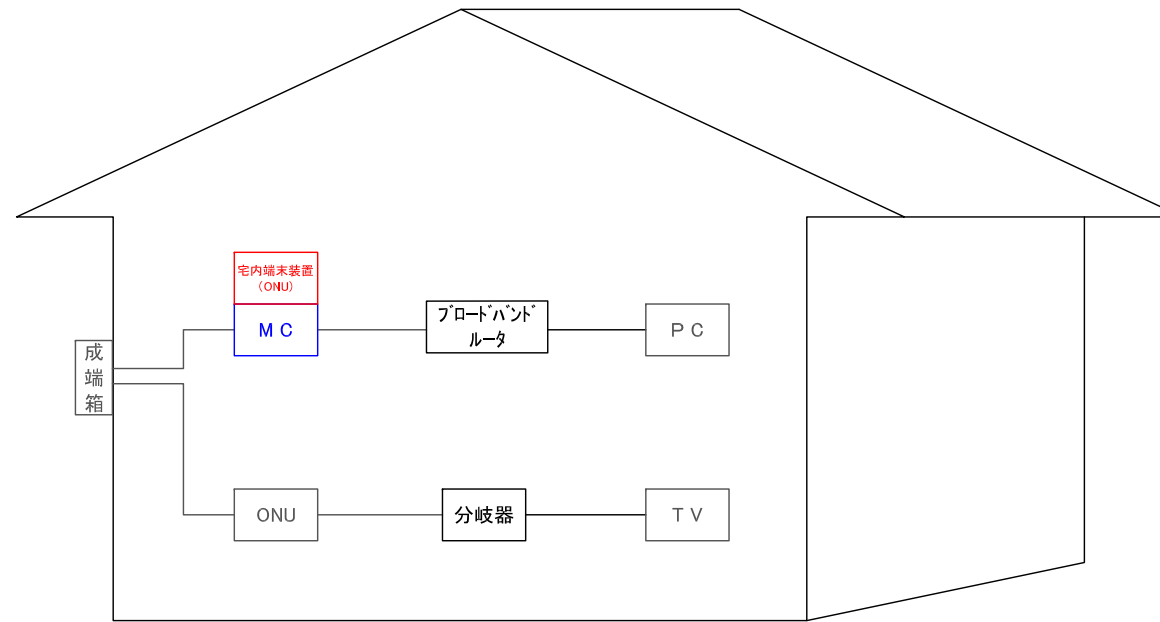 宅内端末装置
(ONU)
ＭＣ
ﾌﾞﾛｰﾄﾞﾊﾞﾝﾄﾞ
ﾙｰﾀ
ＰＣ
成
端
箱
ONU
分岐器
ＴＶ